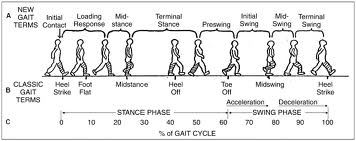 NEW GAIT TERMS
A
Initial Contact
Loading Response
Mid-stance
Terminal Stance
Preswing
Initial Swing
Mid-Swing
Terminal Swing
B
CLASSIC GAIT TERMS
Heel Strike
Foot Flat
Midstance
Heel Off
Toe Off
Midswing
Heel Strike
Acceleration
Deceleration
STANCE PHASE
SWING PHASE
C
0 10 20 30 40 50 60 70 80 90 100
% of GAIT CYCLE